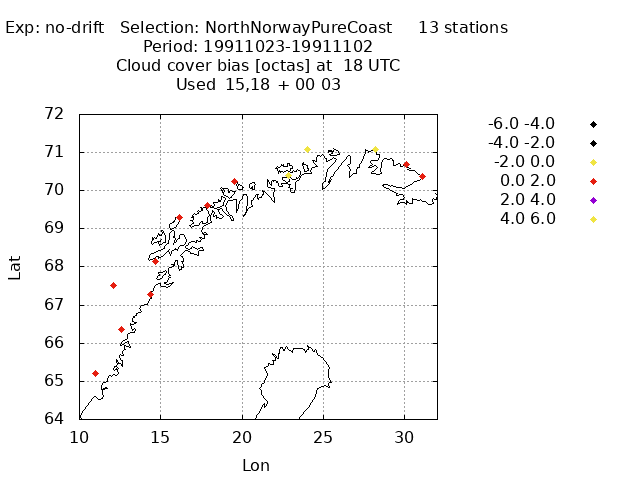 Exp: no-drift Selection: NorthNorwayPureCoast 13 stations
Period: 19911023-19911102
Cloud cover bias [octas] at 18 UTC
Used 15,18 + 00 03
72
71
70
69
68
67
66
65
64
10 15 20 25 30
Lat
Lon
-6.0 -4.0
-4.0 -2.0
-2.0 0.0
0.0 2.0
2.0 4.0
4.0 6.0